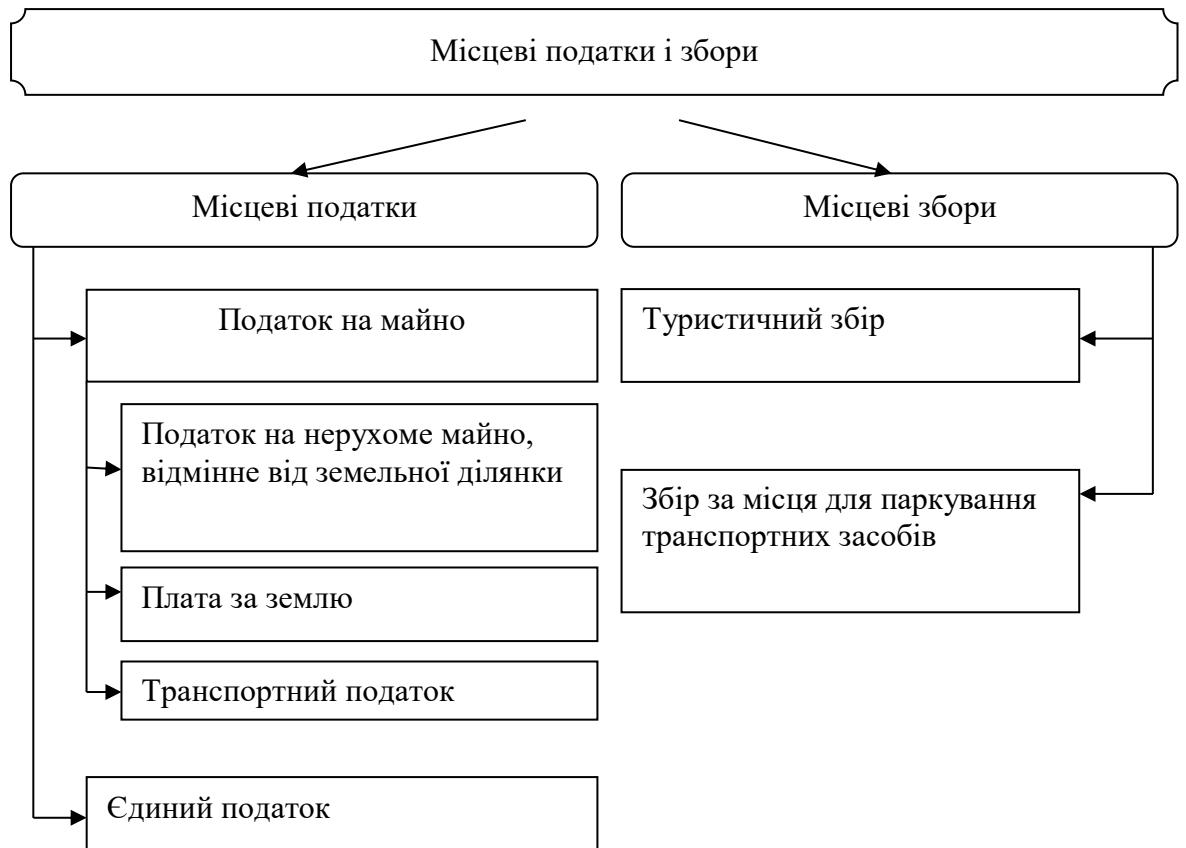 Місцеві податки і збори
Місцеві податки
Місцеві збори
Податок на майно
Податок на нерухоме майно,
відмінне від земельної ділянки
Плата за землю
Транспортний податок
Єдиний податок
Туристичний збір
Збір за місця для паркування
транспортних засобів